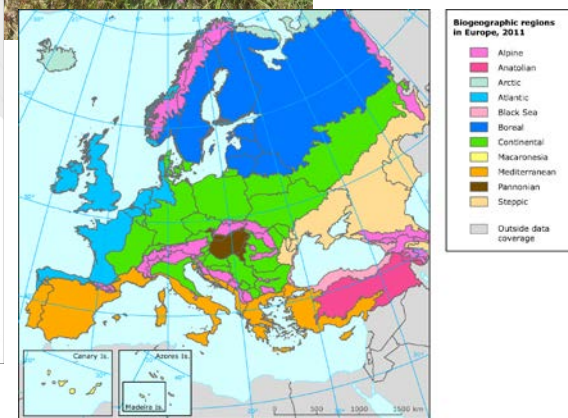 Biogeographic regions
in Europe, 2011
Alpine
Anatolian
Arctic
Atlantic
Black Sea
Boreal
Continental
Macaronesia
Mediterranean
Pannonian
Steppic
Outside data
coverage
Canary Is.
Azores Is.
Madeira Is.
0 500 1000 1500 km